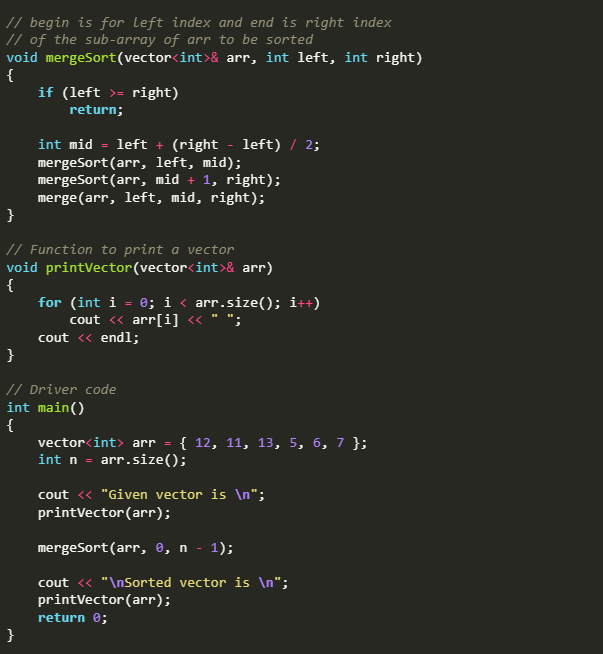 // begin is for left index and end is right index
// of the sub-array of arr to be sorted
void mergeSort(vector<int>& arr, int left, int right)
{
    if (left >= right)
        return;

    int mid = left + (right - left) / 2;
    mergeSort(arr, left, mid);
    mergeSort(arr, mid + 1, right);
    merge(arr, left, mid, right);
}

// Function to print a vector
void printVector(vector<int>& arr)
{
    for (int i = 0; i < arr.size(); i++)
        cout << arr[i] << " ";
    cout << endl;
}

// Driver code
int main()
{
    vector<int> arr = { 12, 11, 13, 5, 6, 7 };
    int n = arr.size();

    cout << "Given vector is \n";
    printVector(arr);

    mergeSort(arr, 0, n - 1);

    cout << "\nSorted vector is \n";
    printVector(arr);
    return 0;
}